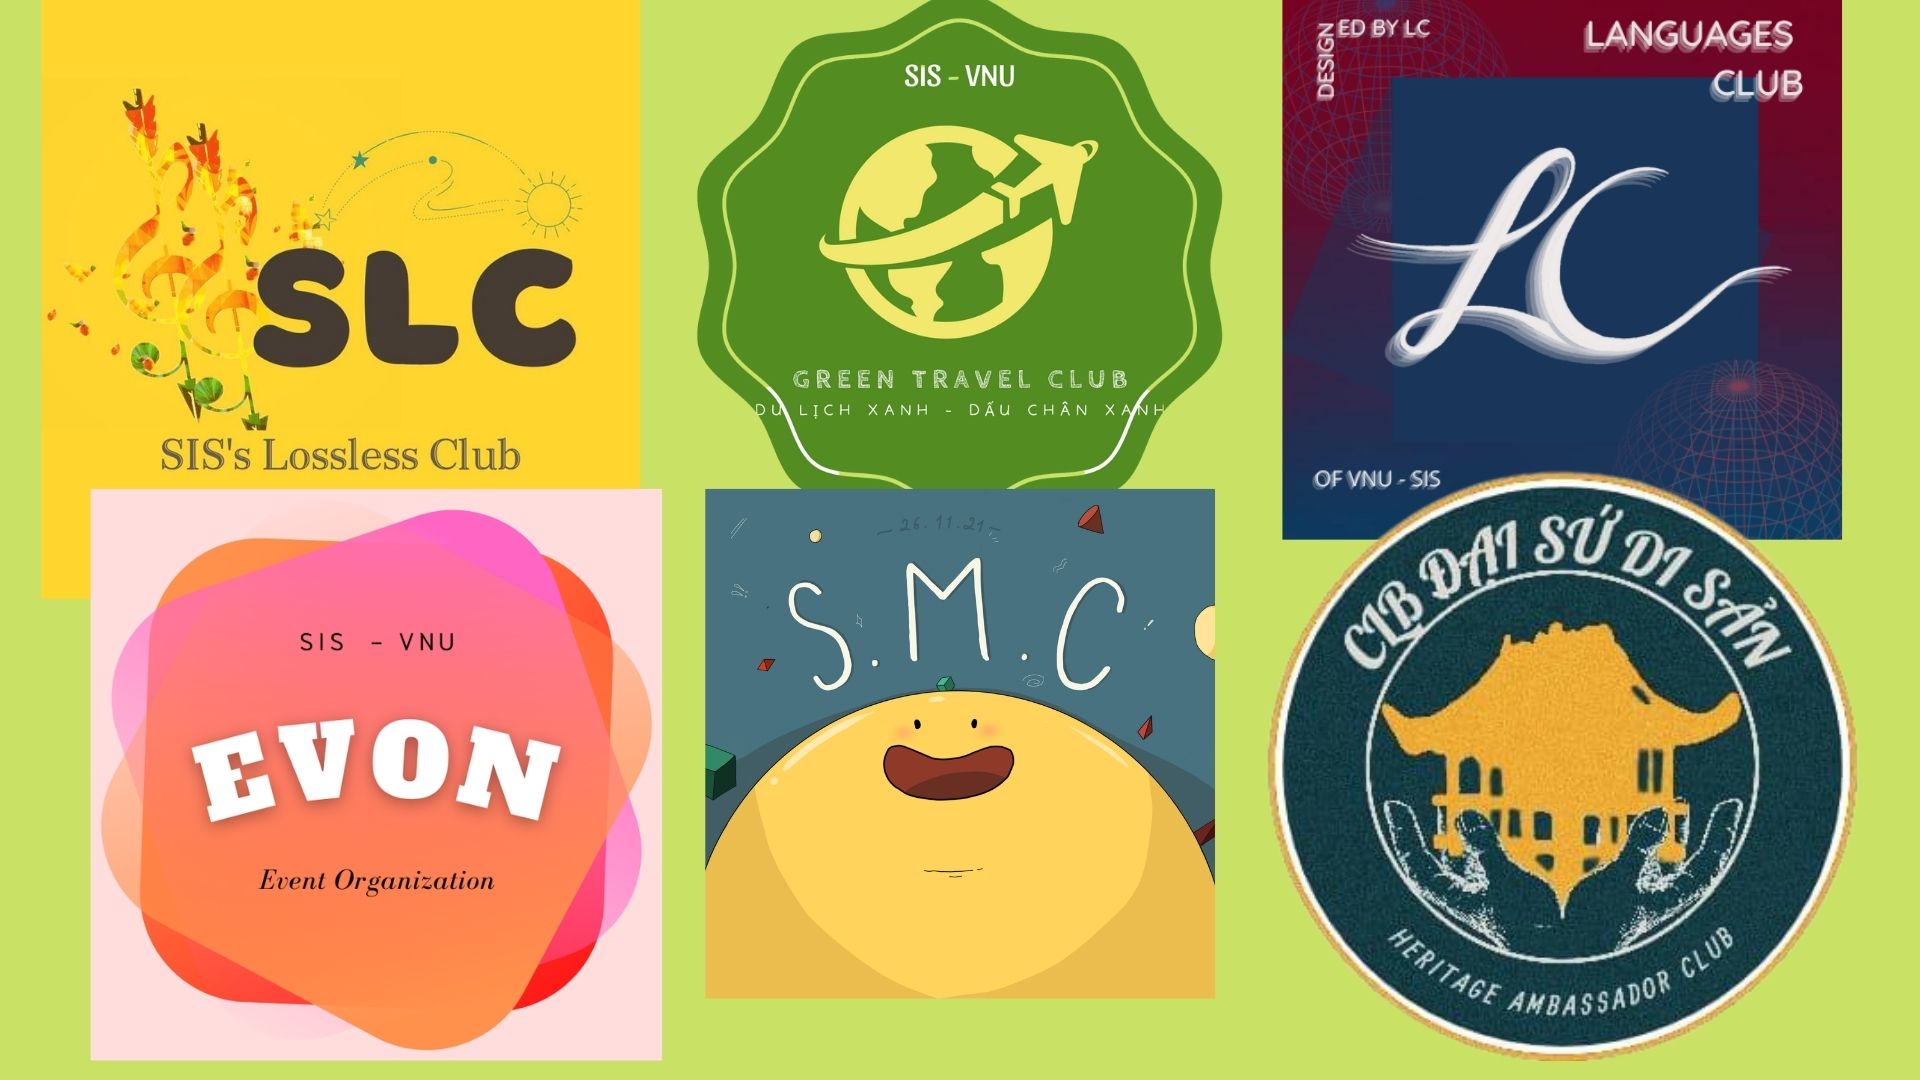 SLC
SIS's Lossless Club
SIS - VNU
GREEN TRAVEL CLUB
DU LỊCH XANH - DẤU CHÂN XANH
DESIGNED BY LC
LANGUAGES
CLUB
LC
OF VNU - SIS
SIS - VNU
EVON
Event Organization
26.11.21
S.M.C
CLB ĐẠI SỨ DI SẢN
HERITAGE AMBASSADOR CLUB